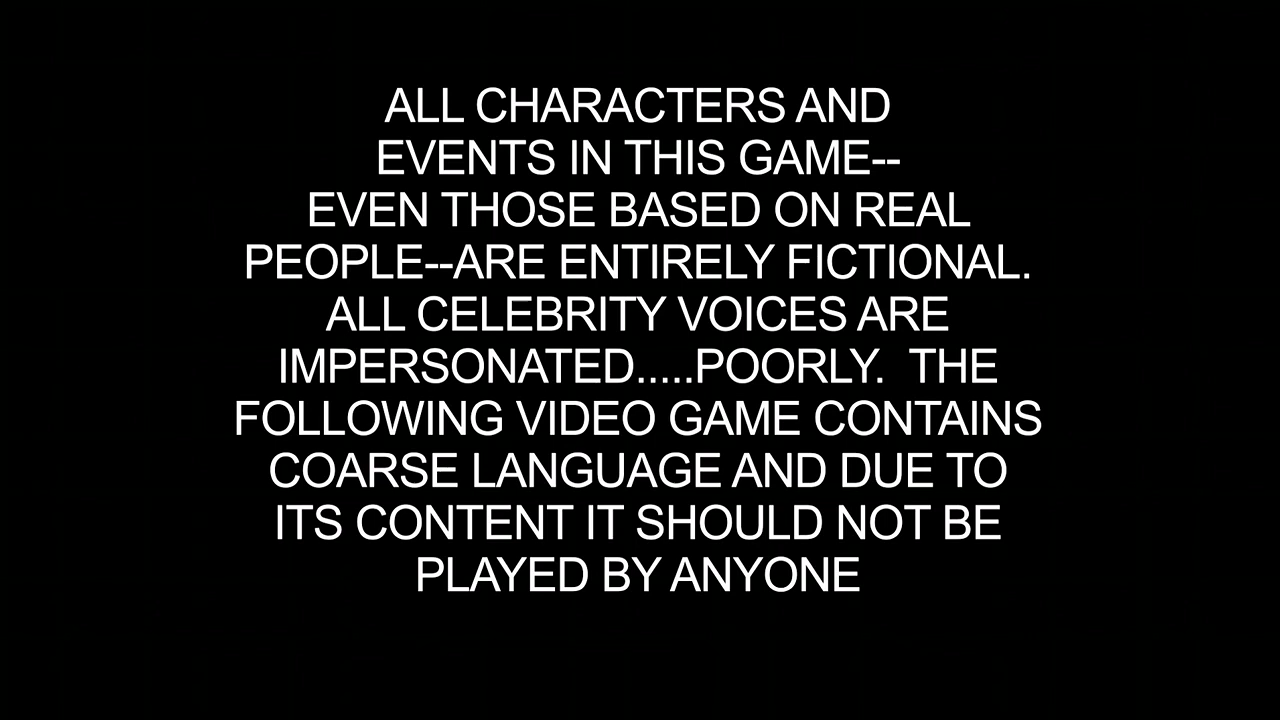 ALL CHARACTERS AND
EVENTS IN THIS GAME--
EVEN THOSE BASED ON REAL
PEOPLE--ARE ENTIRELY FICTIONAL.
ALL CELEBRITY VOICES ARE
IMPERSONATED.....POORLY.  THE
FOLLOWING VIDEO GAME CONTAINS
COARSE LANGUAGE AND DUE TO
ITS CONTENT IT SHOULD NOT BE
PLAYED BY ANYONE